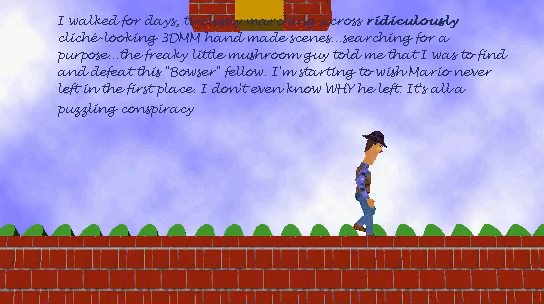 I walked for days, marching across ridiculously
cliché-looking 3DMM hand made scenes...searching for a
purpose...the freaky little mushroom guy told me that I was to find
and defeat this "Bowser" fellow. I'm starting to wish Mario never
left in the first place. I don't even know WHY he left. It's all a
puzzling conspiracy